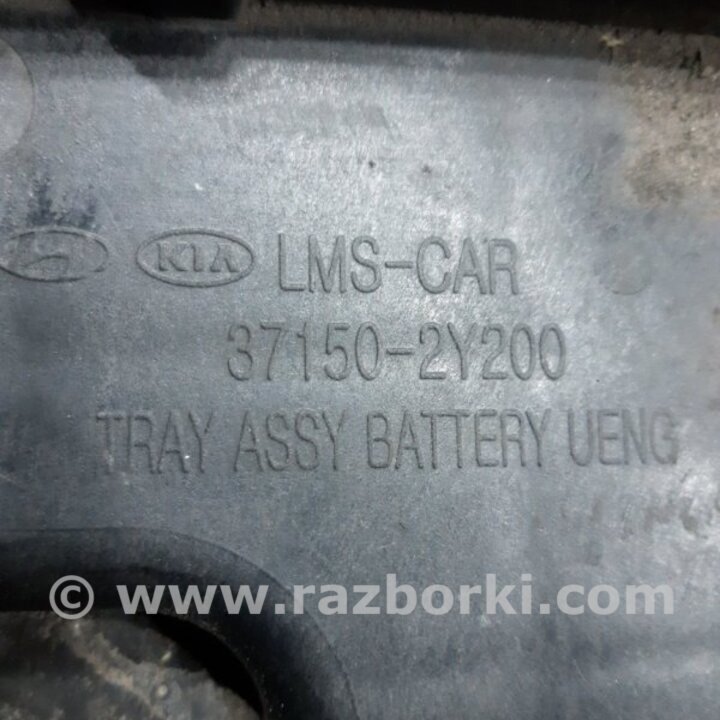 KIA LMS-CAR
37150-2Y200
TRAY ASSY BATTERY UENG
© www.razborki.com